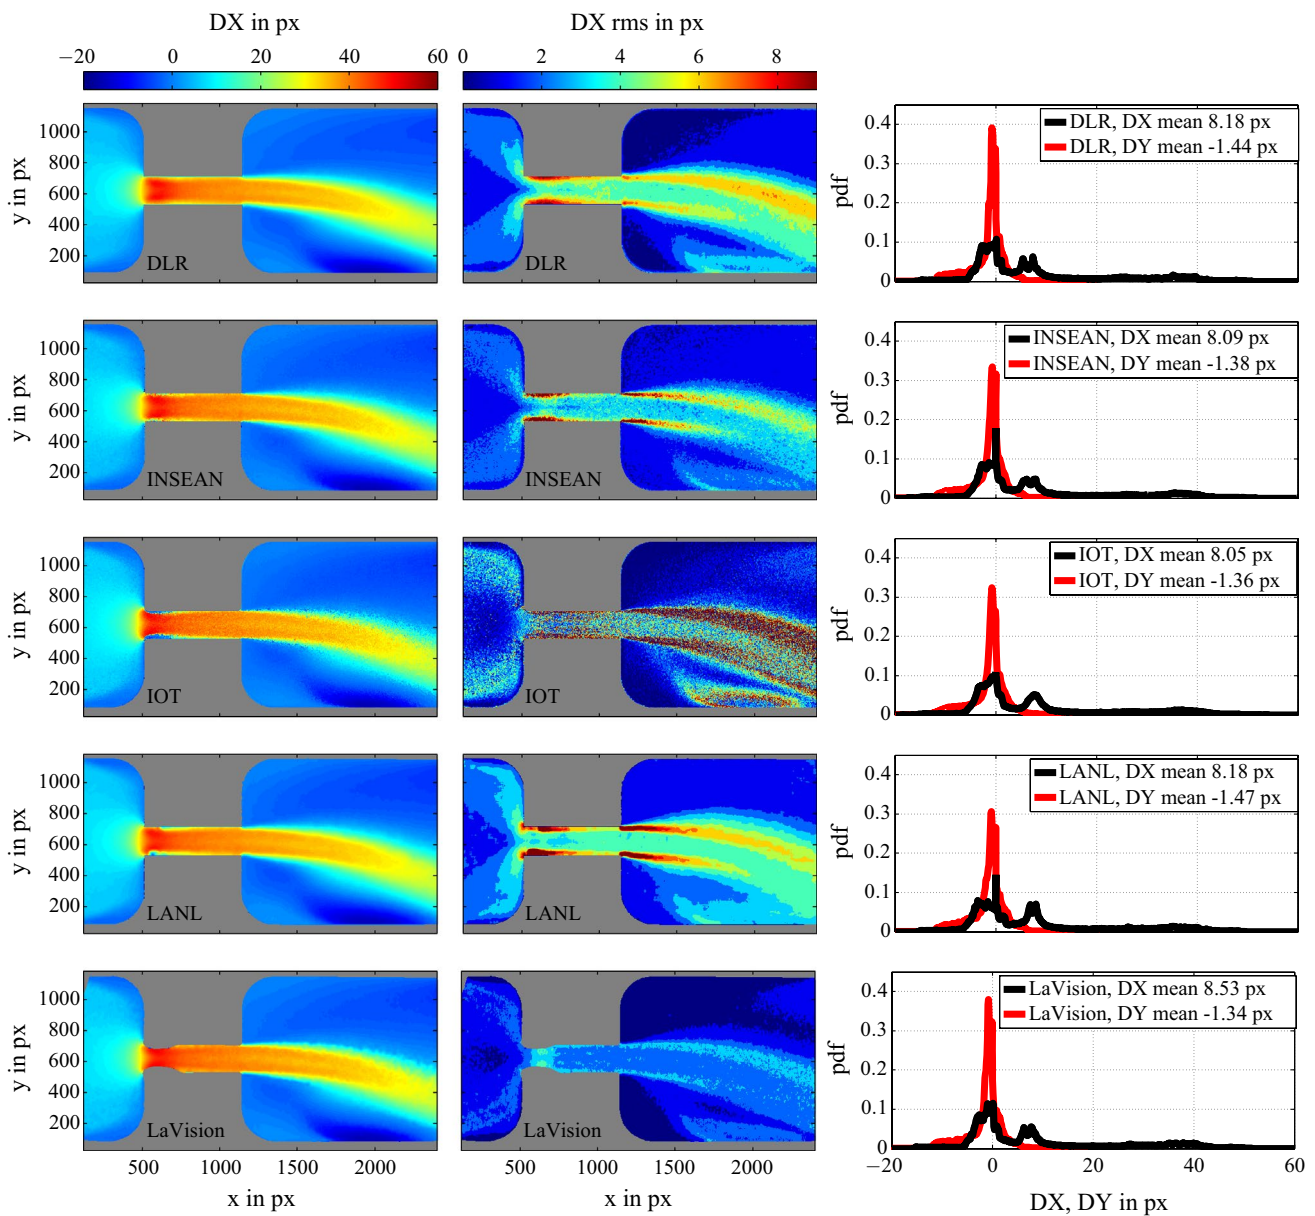 DX in px
DX rms in px
−20 0 20 40 60
0 2 4 6 8
y in px
1000
800
600
400
200
DLR
DLR
pdf
0.4
0.3
0.2
0.1
0
DLR, DX mean 8.18 px
DLR, DY mean -1.44 px
y in px
1000
800
600
400
200
INSEAN
INSEAN
pdf
0.4
0.3
0.2
0.1
0
INSEAN, DX mean 8.09 px
INSEAN, DY mean -1.38 px
y in px
1000
800
600
400
200
IOT
IOT
pdf
0.4
0.3
0.2
0.1
0
IOT, DX mean 8.05 px
IOT, DY mean -1.36 px
y in px
1000
800
600
400
200
LANL
LANL
pdf
0.4
0.3
0.2
0.1
0
LANL, DX mean 8.18 px
LANL, DY mean -1.47 px
y in px
1000
800
600
400
200
LaVision
LaVision
pdf
0.4
0.3
0.2
0.1
0
LaVision, DX mean 8.53 px
LaVision, DY mean -1.34 px
500 1000 1500 2000
500 1000 1500 2000
−20 0 20 40 60
x in px
x in px
DX, DY in px